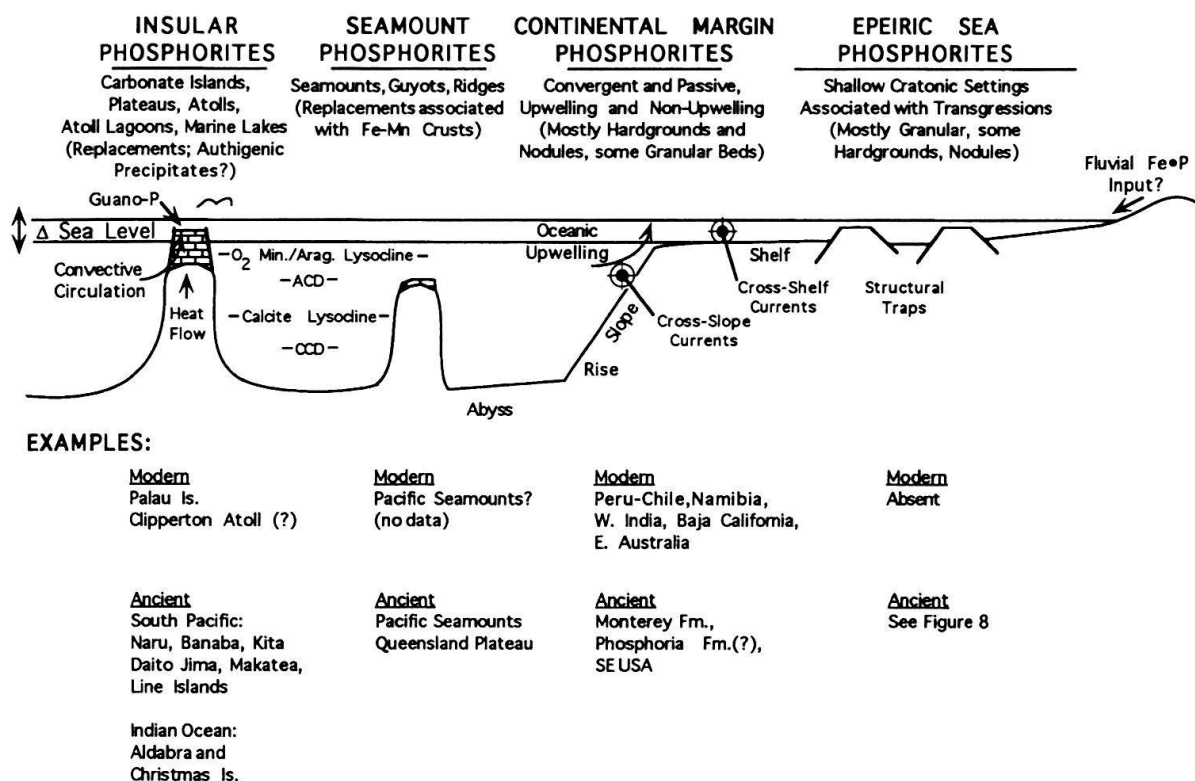 INSULAR
PHOSPHORITES
Carbonate Islands,
Plateaus, Atolls,
Atoll Lagoons, Marine Lakes
(Replacements; Authigenic
Precipitates?)
SEAMOUNT
PHOSPHORITES
Seamounts, Guyots, Ridges
(Replacements associated
with Fe-Mn Crusts)
CONTINENTAL MARGIN
PHOSPHORITES
Convergent and Passive,
Upwelling and Non-Upwelling
(Mostly Hardgrounds and
Nodules, some Granular Beds)
EPEIRIC SEA
PHOSPHORITES
Shallow Cratonic Settings
Associated with Transgressions
(Mostly Granular, some
Hardgrounds, Nodules)
Fluvial Fe•P
Input?
Guano-P
Δ Sea Level
Convective
Circulation
Heat
Flow
–O2 Min./Arag. Lysocline –
–ACD–
– Calcite Lysocline –
–CCD–
Oceanic
Upwelling
Slope
Rise
Abyss
Cross-Slope
Currents
Shelf
Cross-Shelf
Currents
Structural
Traps
EXAMPLES:
Modern
Palau Is.
Clipperton Atoll (?)
Modern
Pacific Seamounts?
(no data)
Modern
Peru-Chile, Namibia,
W. India, Baja California,
E. Australia
Modern
Absent
Ancient
South Pacific:
Naru, Banaba, Kita
Daito Jima, Makatea,
Line Islands
Indian Ocean:
Aldabra and
Christmas Is.
Ancient
Pacific Seamounts
Queensland Plateau
Ancient
Monterey Fm.,
Phosphoria Fm.(?),
SE USA
Ancient
See Figure 8